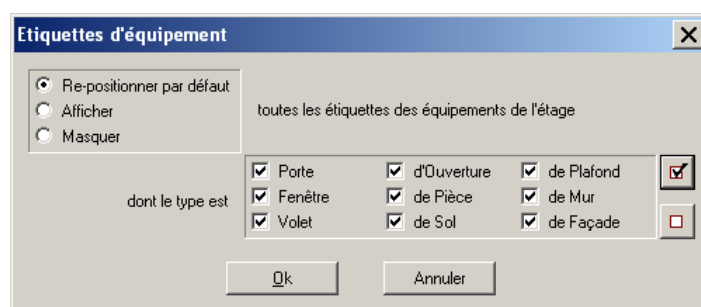 Etiquettes d'équipement
Re-positionner par défaut
Afficher
toutes les étiquettes des équipements de l'étage
Masquer
Porte d'Ouverture de Plafond
dont le type est Fenêtre de Pièce de Mur
Volet de Sol de Façade
Ok Annuler